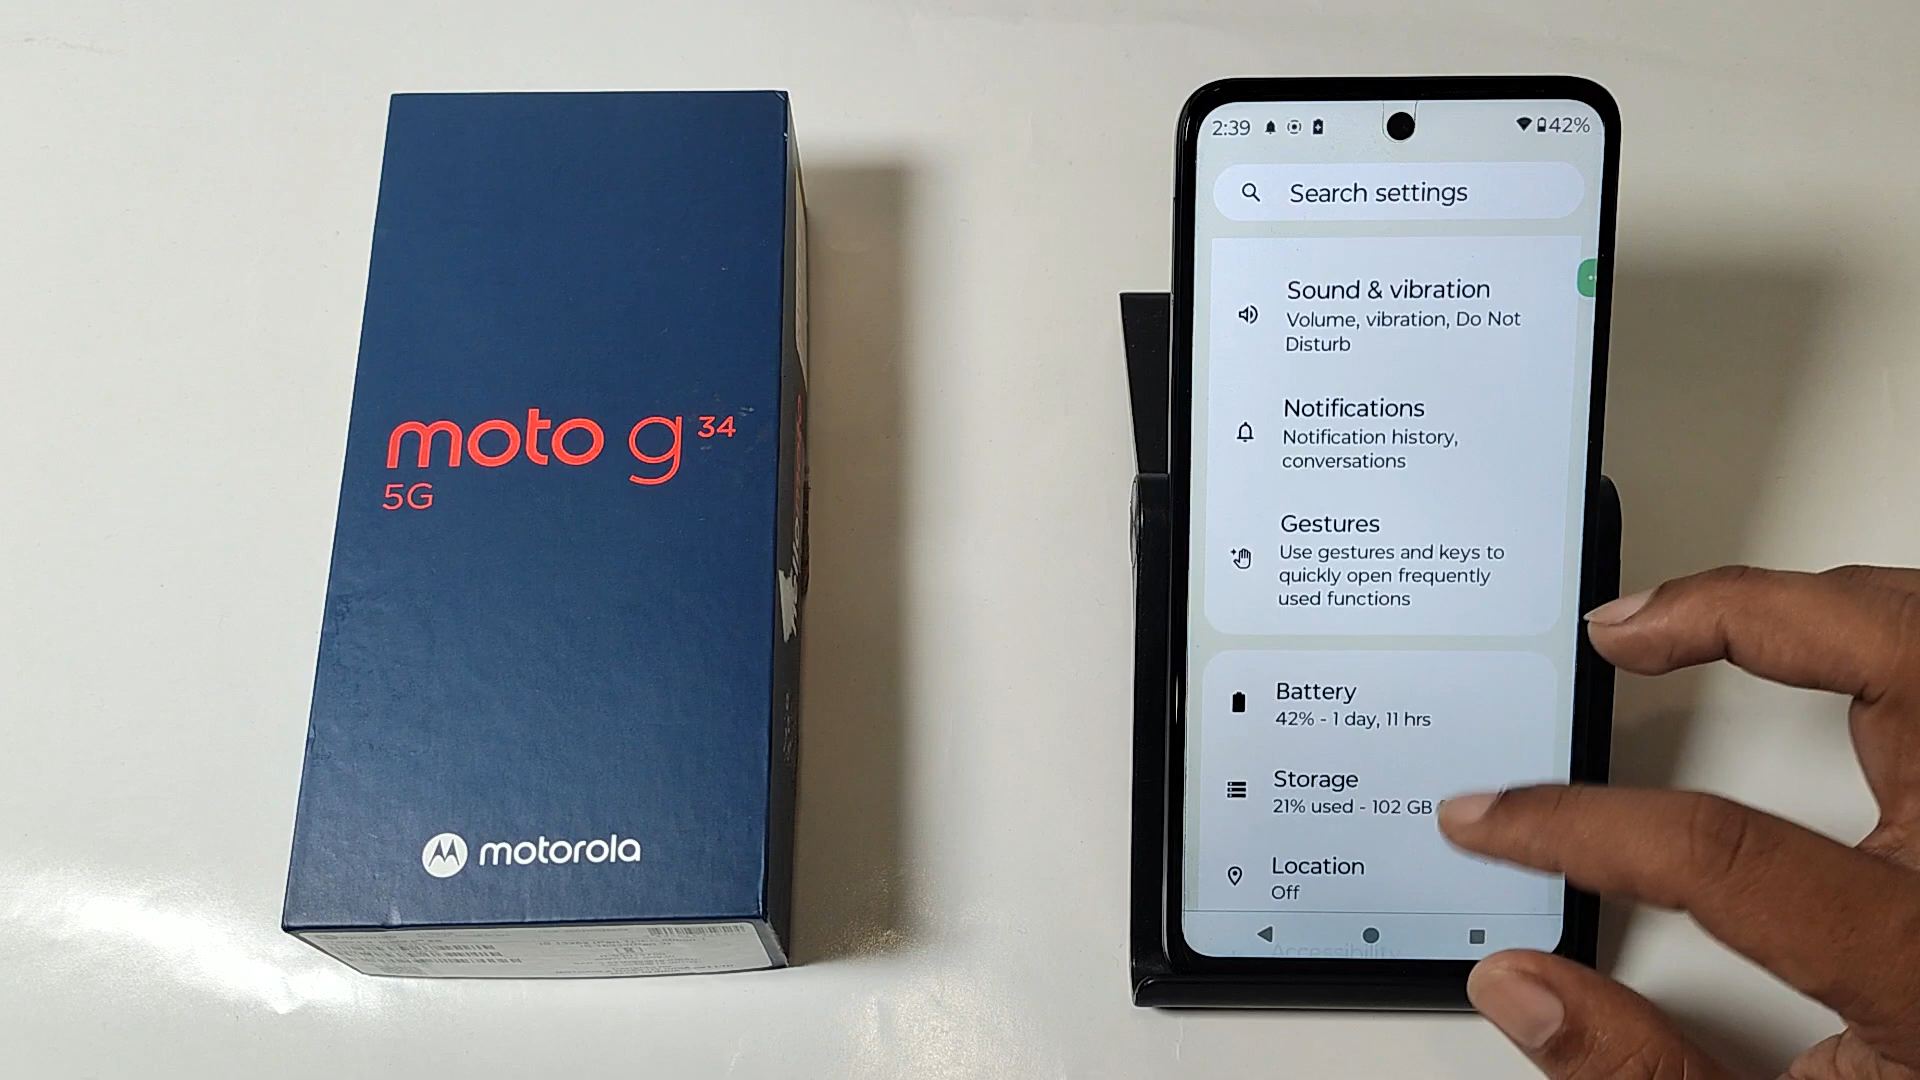 moto g 34
5G
motorola
2:39 42%
Search settings
Sound & vibration
Volume, vibration, Do Not
Disturb
Notifications
Notification history,
conversations
Gestures
Use gestures and keys to
quickly open frequently
used functions
Battery
42% - 1 day, 11 hrs
Storage
21% used - 102 GB
Location
Off
Accessibility